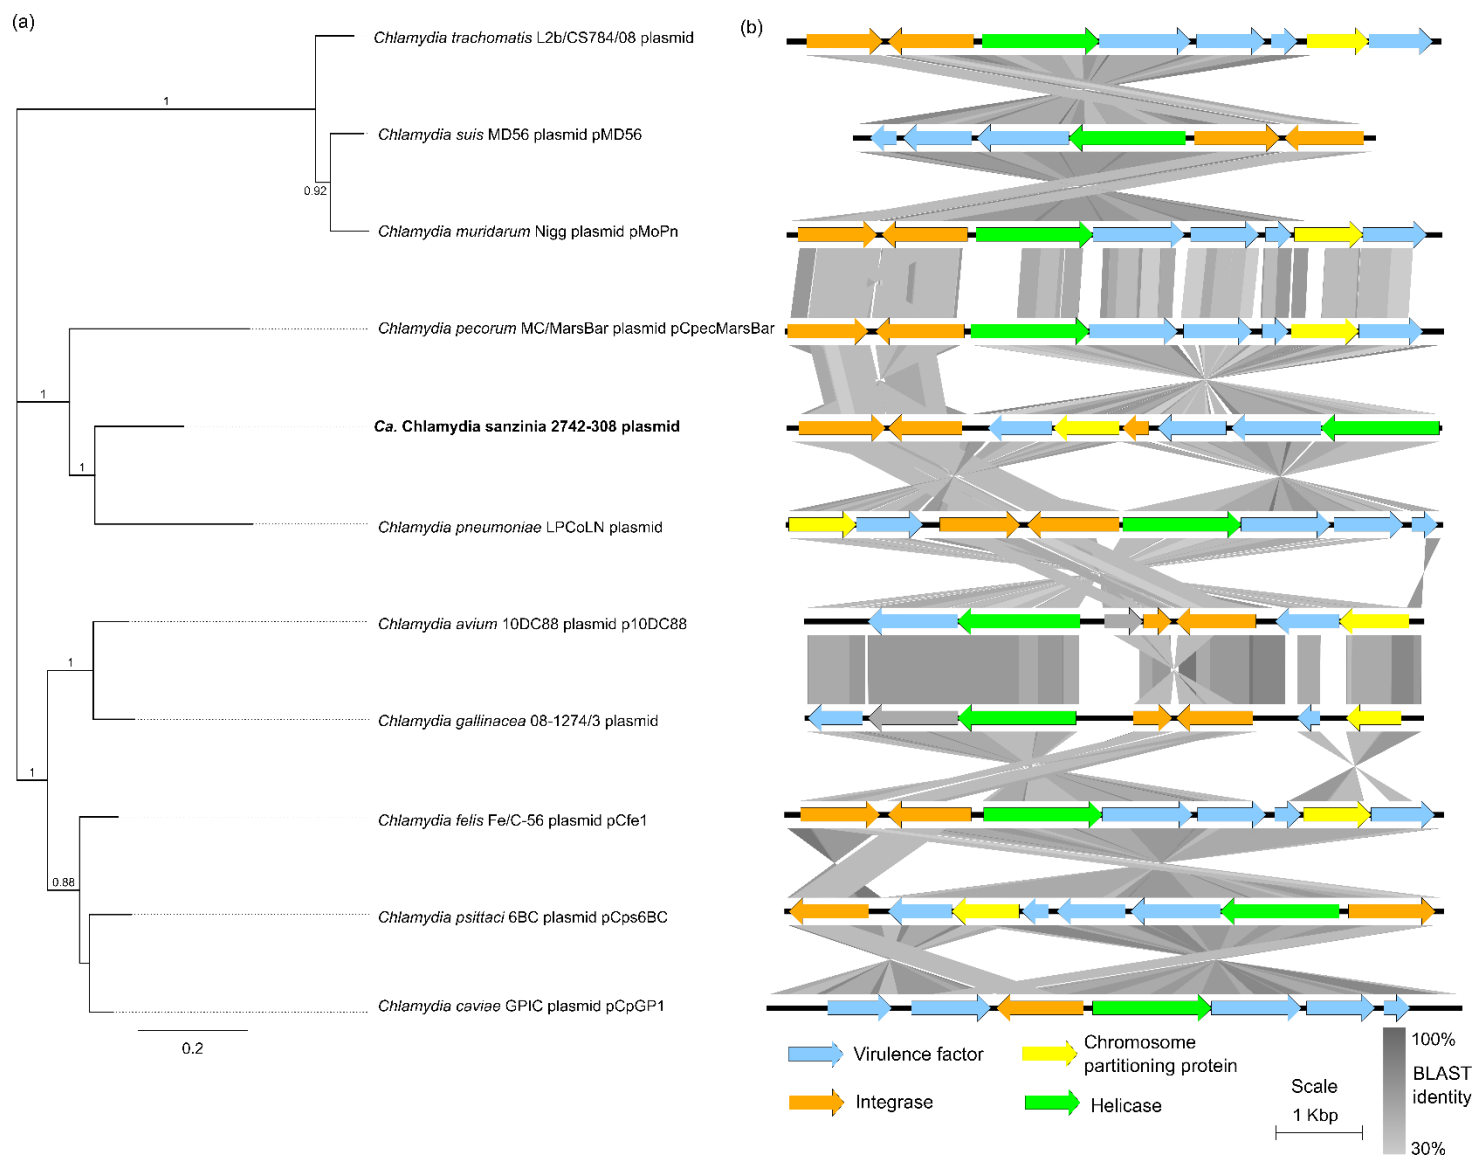 (a)
(b)
Chlamydia trachomatis L2b/CS784/08 plasmid
1
Chlamydia suis MD56 plasmid pMD56
0.92
Chlamydia muridarum Nigg plasmid pMoPn
Chlamydia pecorum MC/MarsBar plasmid pCpecMarsBar
1
Ca. Chlamydia sanzinia 2742-308 plasmid
1
Chlamydia pneumoniae LPCoLN plasmid
Chlamydia avium 10DC88 plasmid p10DC88
1
Chlamydia gallinacea 08-1274/3 plasmid
1
Chlamydia felis Fe/C-56 plasmid pCfe1
0.88
Chlamydia psittaci 6BC plasmid pCps6BC
Chlamydia caviae GPIC plasmid pCpGP1
0.2
Virulence factor
Chromosome
partitioning protein
Integrase
Helicase
Scale
1 Kbp
100%
BLAST
identity
30%